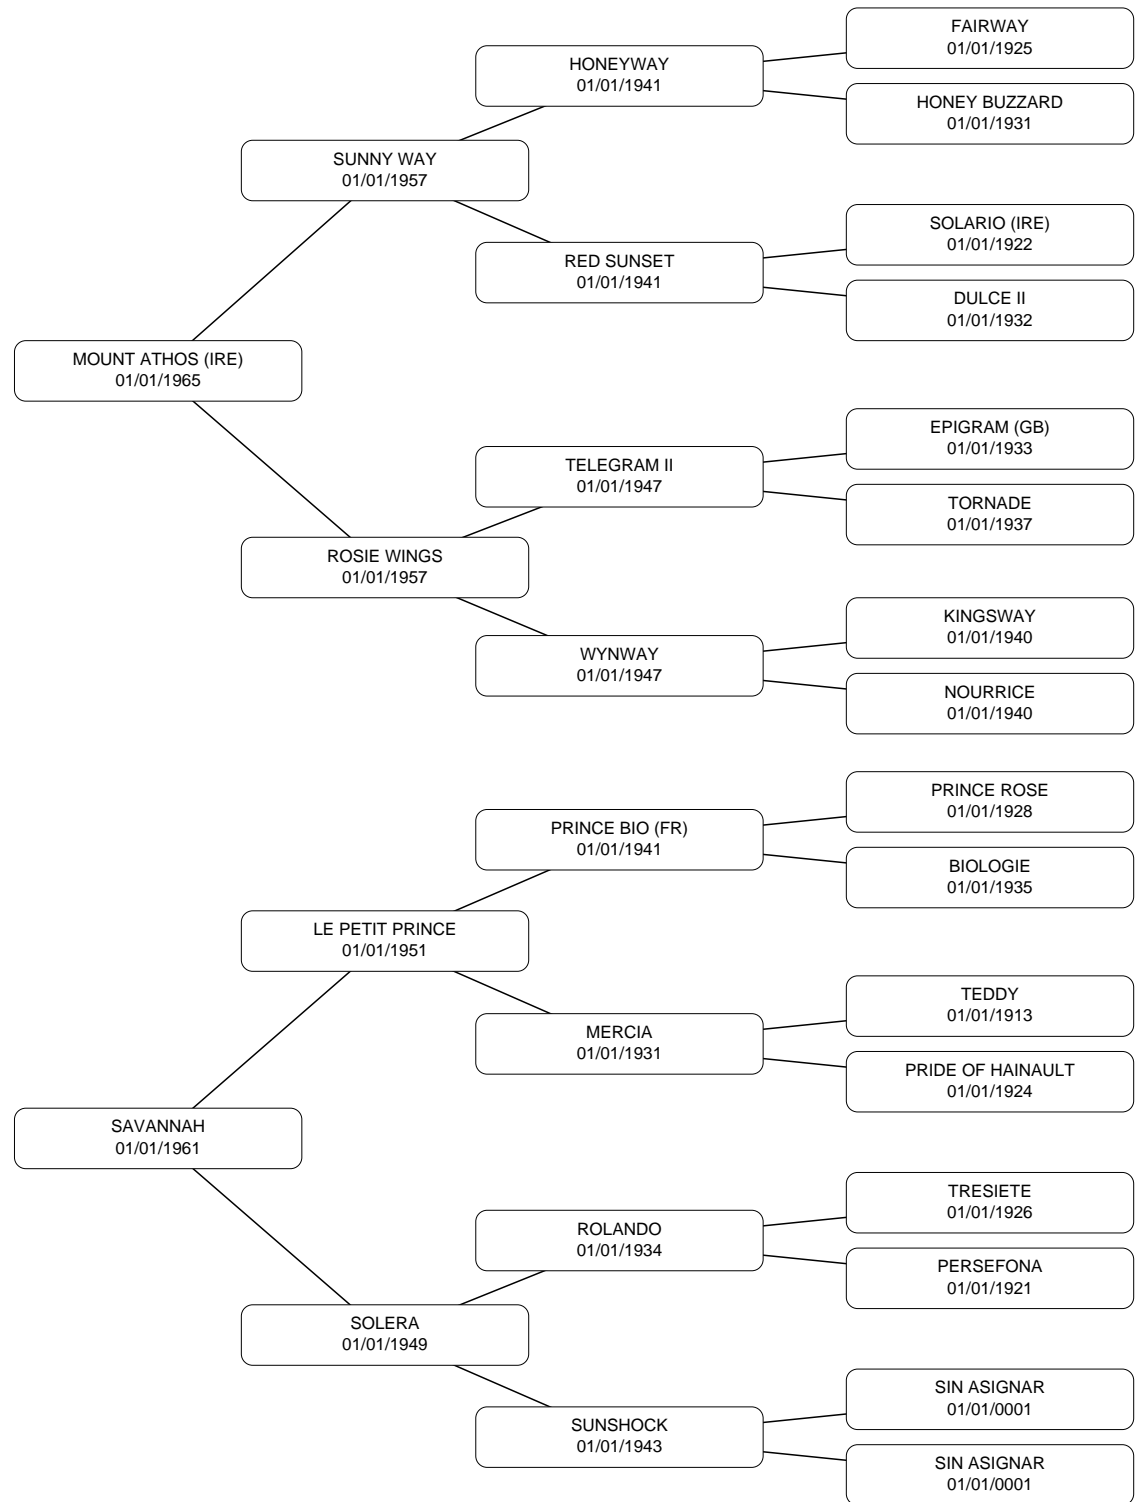 FAIRWAY
01/01/1925
HONEYWAY
01/01/1941
HONEY BUZZARD
01/01/1931
SUNNY WAY
01/01/1957
SOLARIO (IRE)
01/01/1922
RED SUNSET
01/01/1941
DULCE II
01/01/1932
MOUNT ATHOS (IRE)
01/01/1965
EPIGRAM (GB)
01/01/1933
TELEGRAM II
01/01/1947
TORNADE
01/01/1937
ROSIE WINGS
01/01/1957
KINGSWAY
01/01/1940
WYNWAY
01/01/1947
NOURRICE
01/01/1940
PRINCE ROSE
01/01/1928
PRINCE BIO (FR)
01/01/1941
BIOLOGIE
01/01/1935
LE PETIT PRINCE
01/01/1951
TEDDY
01/01/1913
MERCIA
01/01/1931
PRIDE OF HAINAULT
01/01/1924
SAVANNAH
01/01/1961
TRESIETE
01/01/1926
ROLANDO
01/01/1934
PERSEFONA
01/01/1921
SOLERA
01/01/1949
SIN ASIGNAR
01/01/0001
SUNSHOCK
01/01/1943
SIN ASIGNAR
01/01/0001